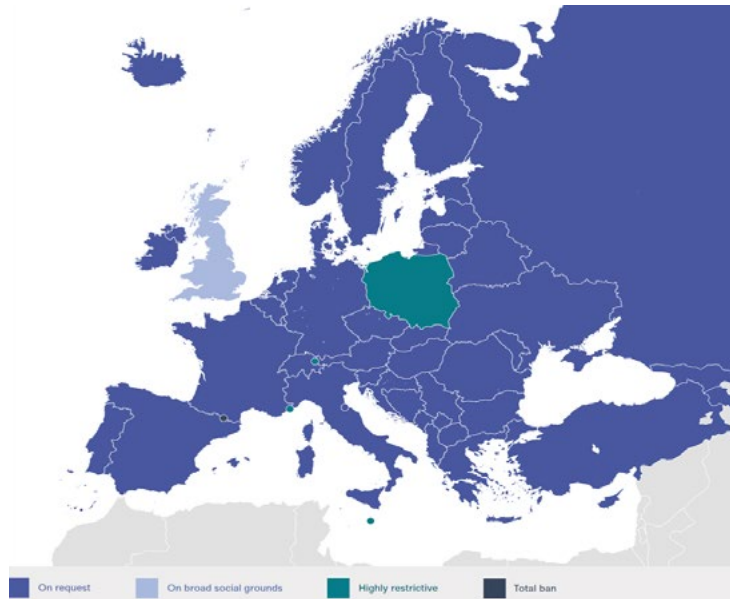 On request
On broad social grounds
Highly restrictive
Total ban